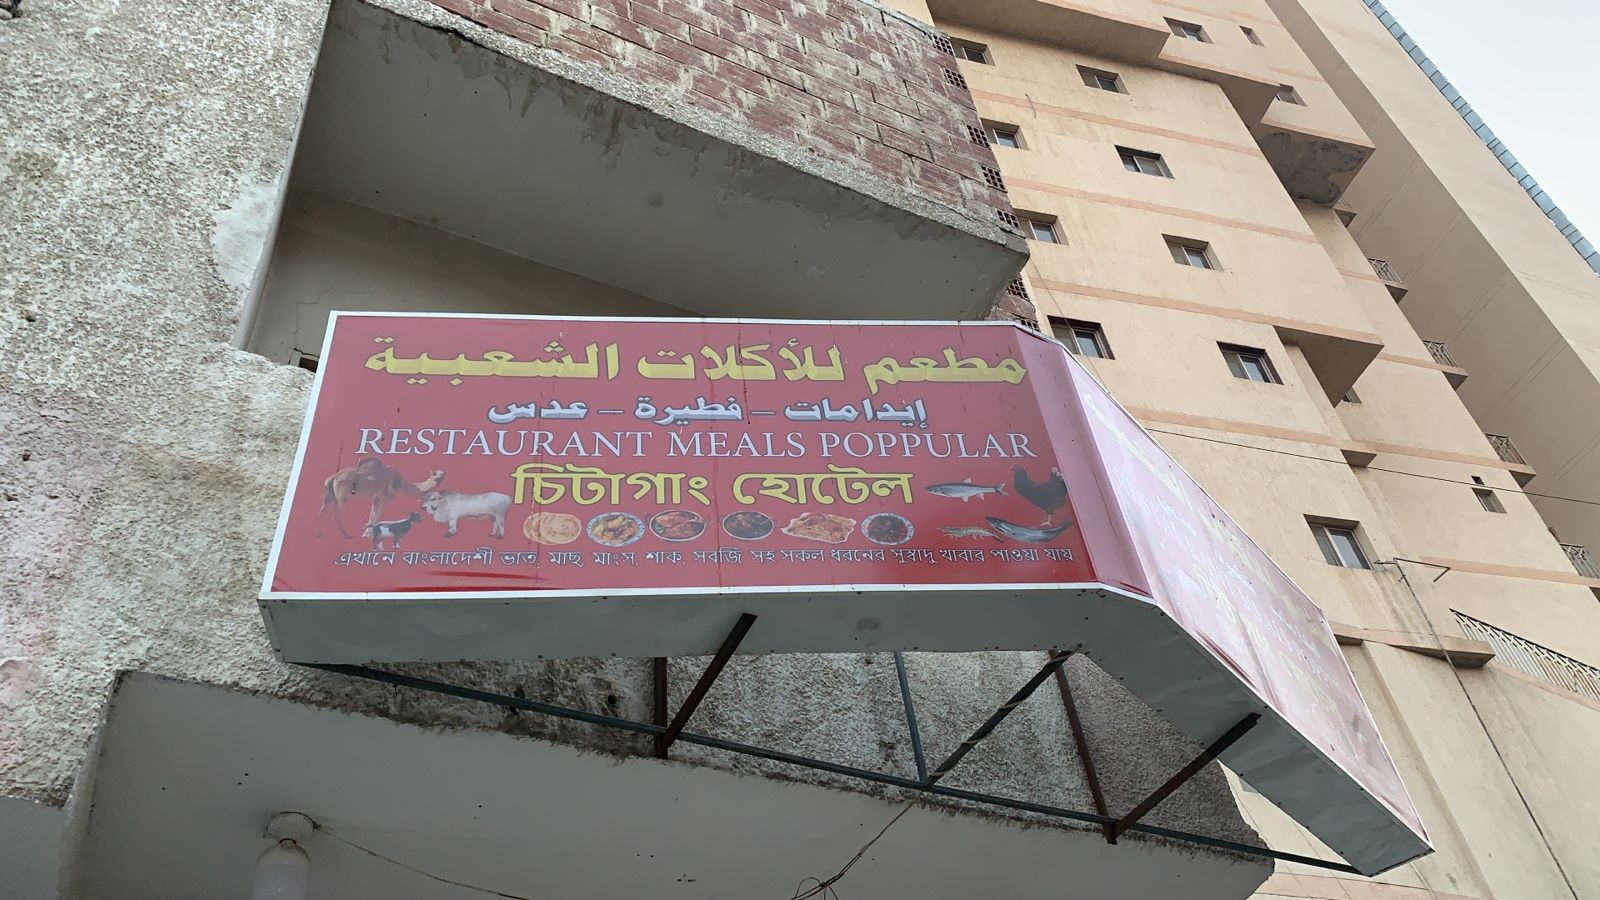 مطعم للأكلات الشعبية
إيدامات – فطيرة – عدس
RESTAURANT MEALS POPPULAR
চিটাগাং হোটেল
এখানে বাংলাদেশী ভাত, মাছ, মাংস, শাক, সবজি সহ সকল ধরনের সুস্বাদু খাবার পাওয়া যায়